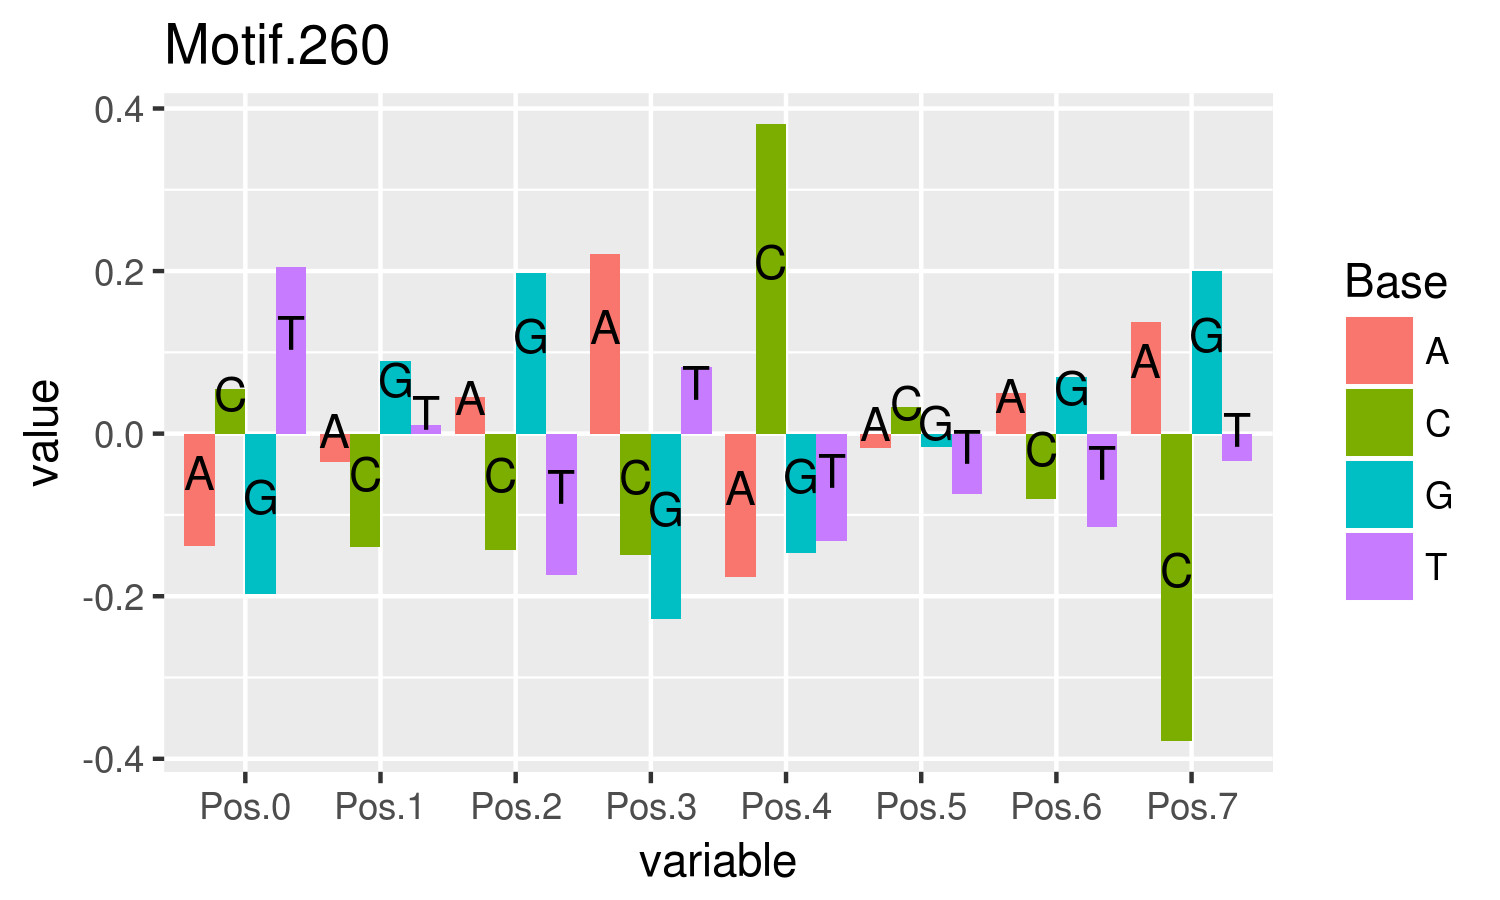 Motif.260
0.4
0.2
0.0
-0.2
-0.4
value
A C G T
A C G T
A C G T
A C G T
A C G T
A C G T
A C G T
A C G T
Pos.0 Pos.1 Pos.2 Pos.3 Pos.4 Pos.5 Pos.6 Pos.7
variable
Base
A
C
G
T